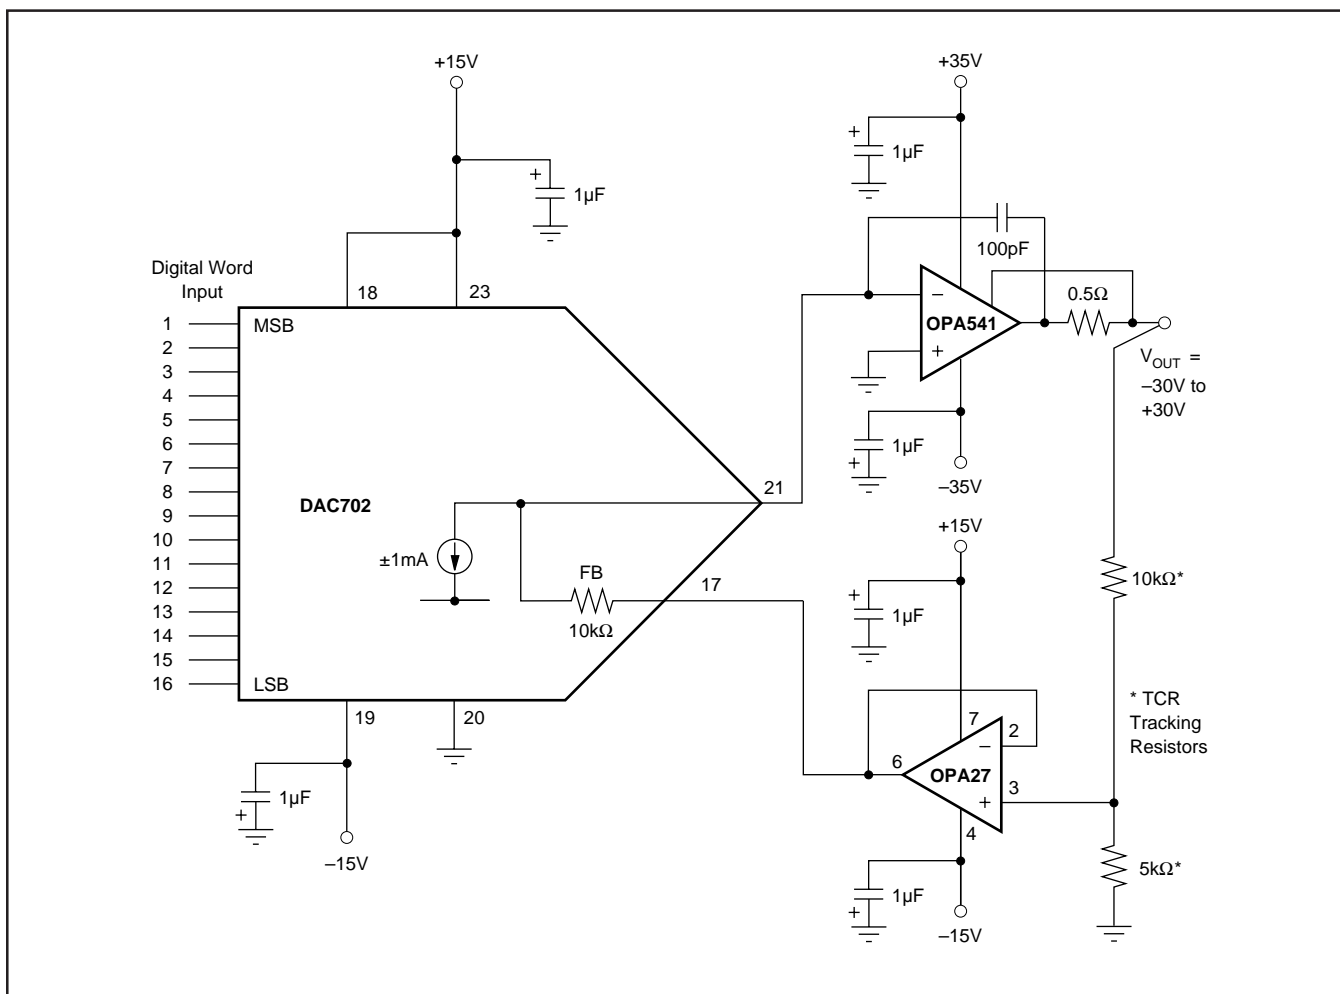 +15V
1µF
+
Digital Word
Input
18
23
1
2
3
4
5
6
7
8
9
10
11
12
13
14
15
16
MSB
LSB
DAC702
±1mA
FB
10kΩ
21
17
19
20
+
1µF
–15V
+35V
+
1µF
100pF
–
OPA541
+
0.5Ω
VOUT =
–30V to
+30V
1µF
+
–35V
+15V
+
1µF
10kΩ*
* TCR
Tracking
Resistors
7
2
–
6
OPA27
3
+
4
5kΩ*
1µF
+
–15V